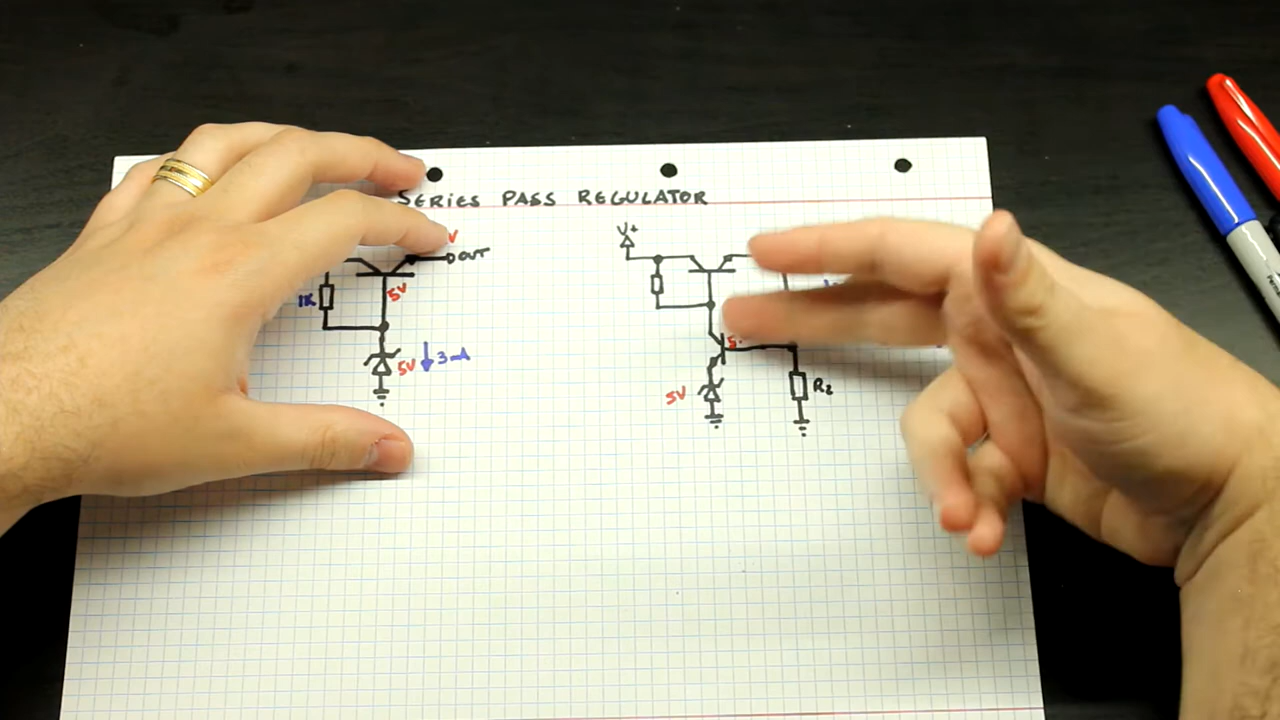 SERIES PASS REGULATOR
V
OUT
1K
5V
5V
3mA
V+
5V
R2